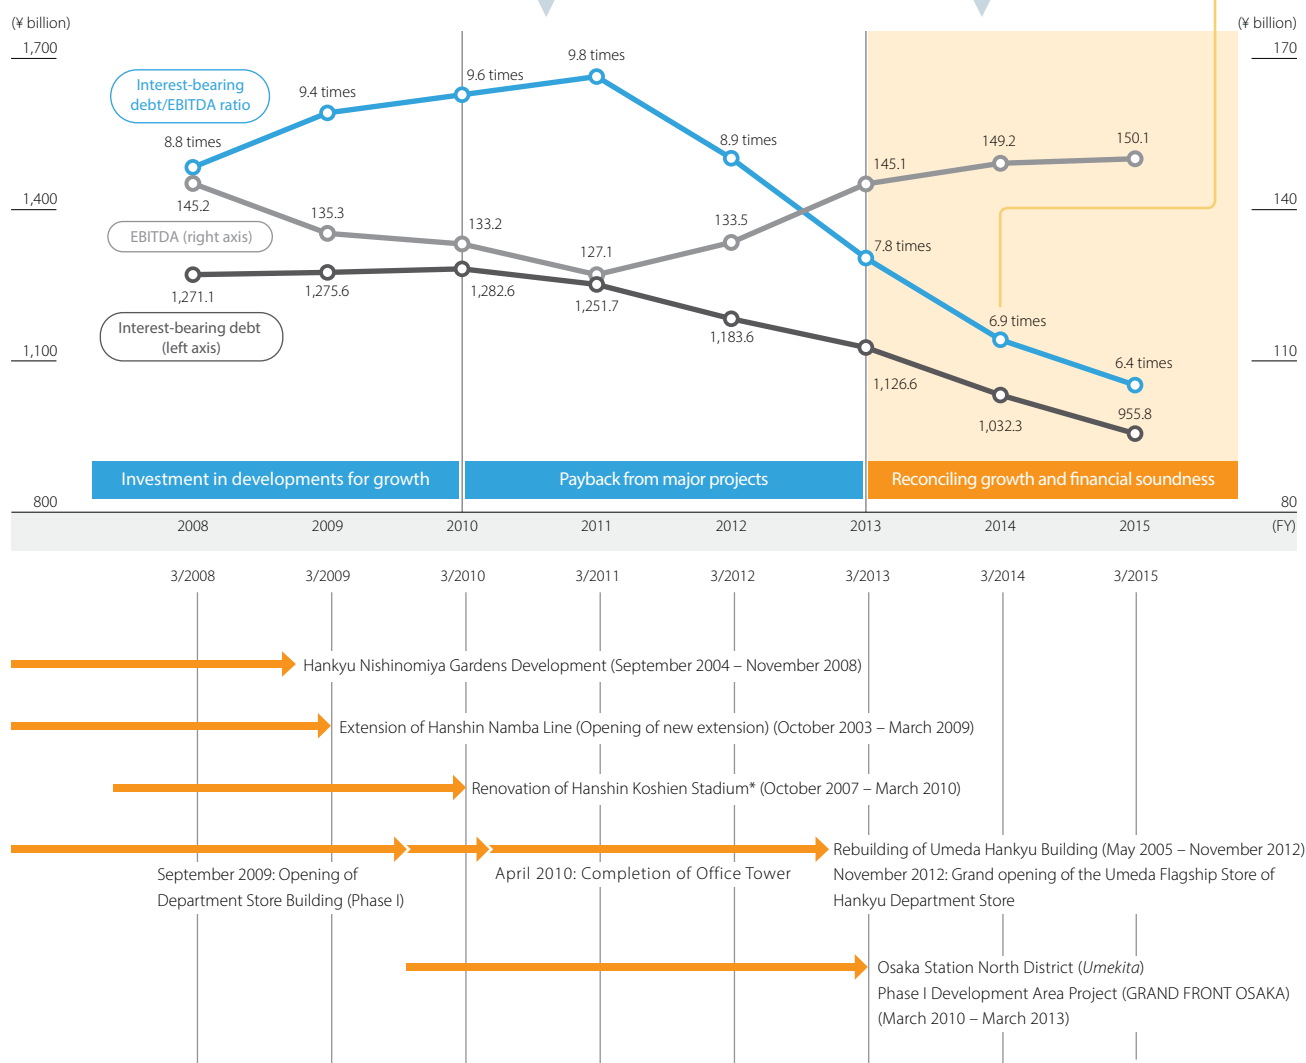 (¥ billion)
(¥ billion)
1,700
170
9.8 times
9.6 times
Interest-bearing
debt/EBITDA ratio
9.4 times
8.8 times
8.9 times
145.1
149.2
150.1
1,400
140
145.2
135.3
133.2
133.5
EBITDA (right axis)
127.1
7.8 times
1,271.1
1,275.6
1,282.6
1,251.7
Interest-bearing debt
(left axis)
1,183.6
6.9 times
1,100
110
6.4 times
1,126.6
1,032.3
955.8
Investment in developments for growth
Payback from major projects
Reconciling growth and financial soundness
800
80
2008 2009 2010 2011 2012 2013 2014 2015 (FY)
3/2008 3/2009 3/2010 3/2011 3/2012 3/2013 3/2014 3/2015
Hankyu Nishinomiya Gardens Development (September 2004 – November 2008)
Extension of Hanshin Namba Line (Opening of new extension) (October 2003 – March 2009)
Renovation of Hanshin Koshien Stadium* (October 2007 – March 2010)
September 2009: Opening of
Department Store Building (Phase I)
April 2010: Completion of Office Tower
Rebuilding of Umeda Hankyu Building (May 2005 – November 2012)
November 2012: Grand opening of the Umeda Flagship Store of
Hankyu Department Store
Osaka Station North District (Umekita)
Phase I Development Area Project (GRAND FRONT OSAKA)
(March 2010 – March 2013)